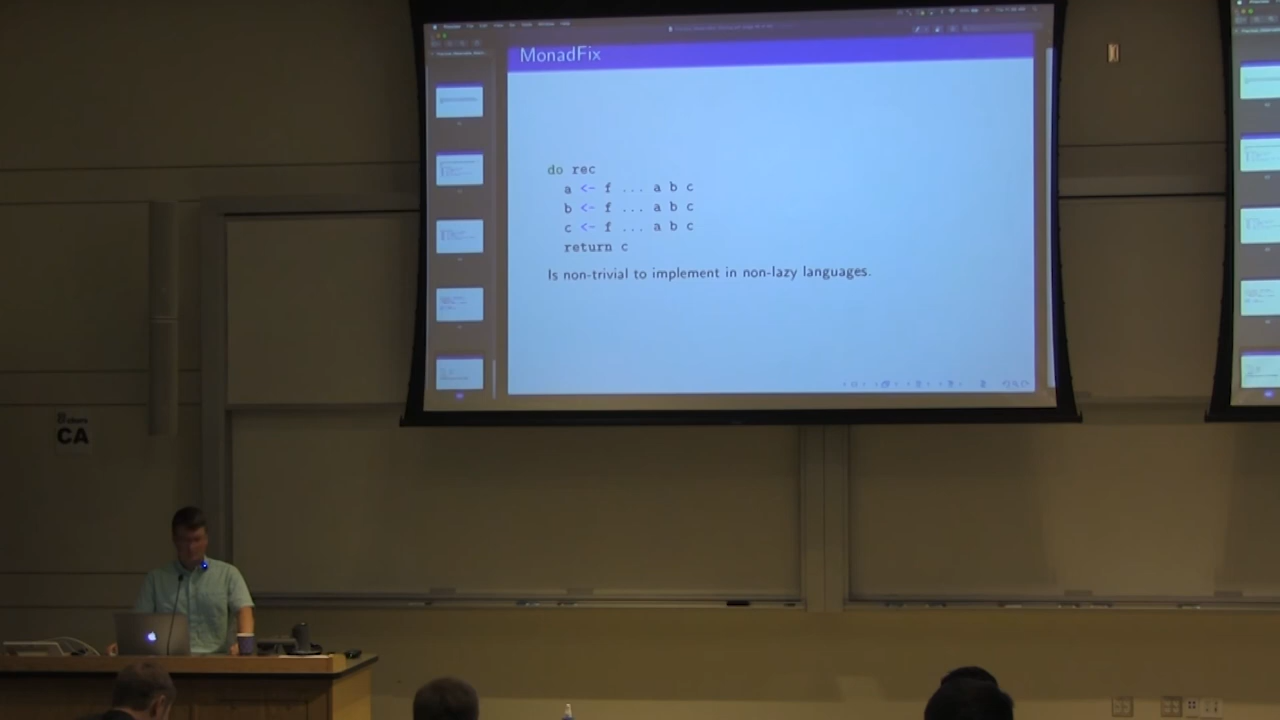 MonadFix
do rec
a <- f ... a b c
b <- f ... a b c
c <- f ... a b c
return c
Is non-trivial to implement in non-lazy languages.
CA